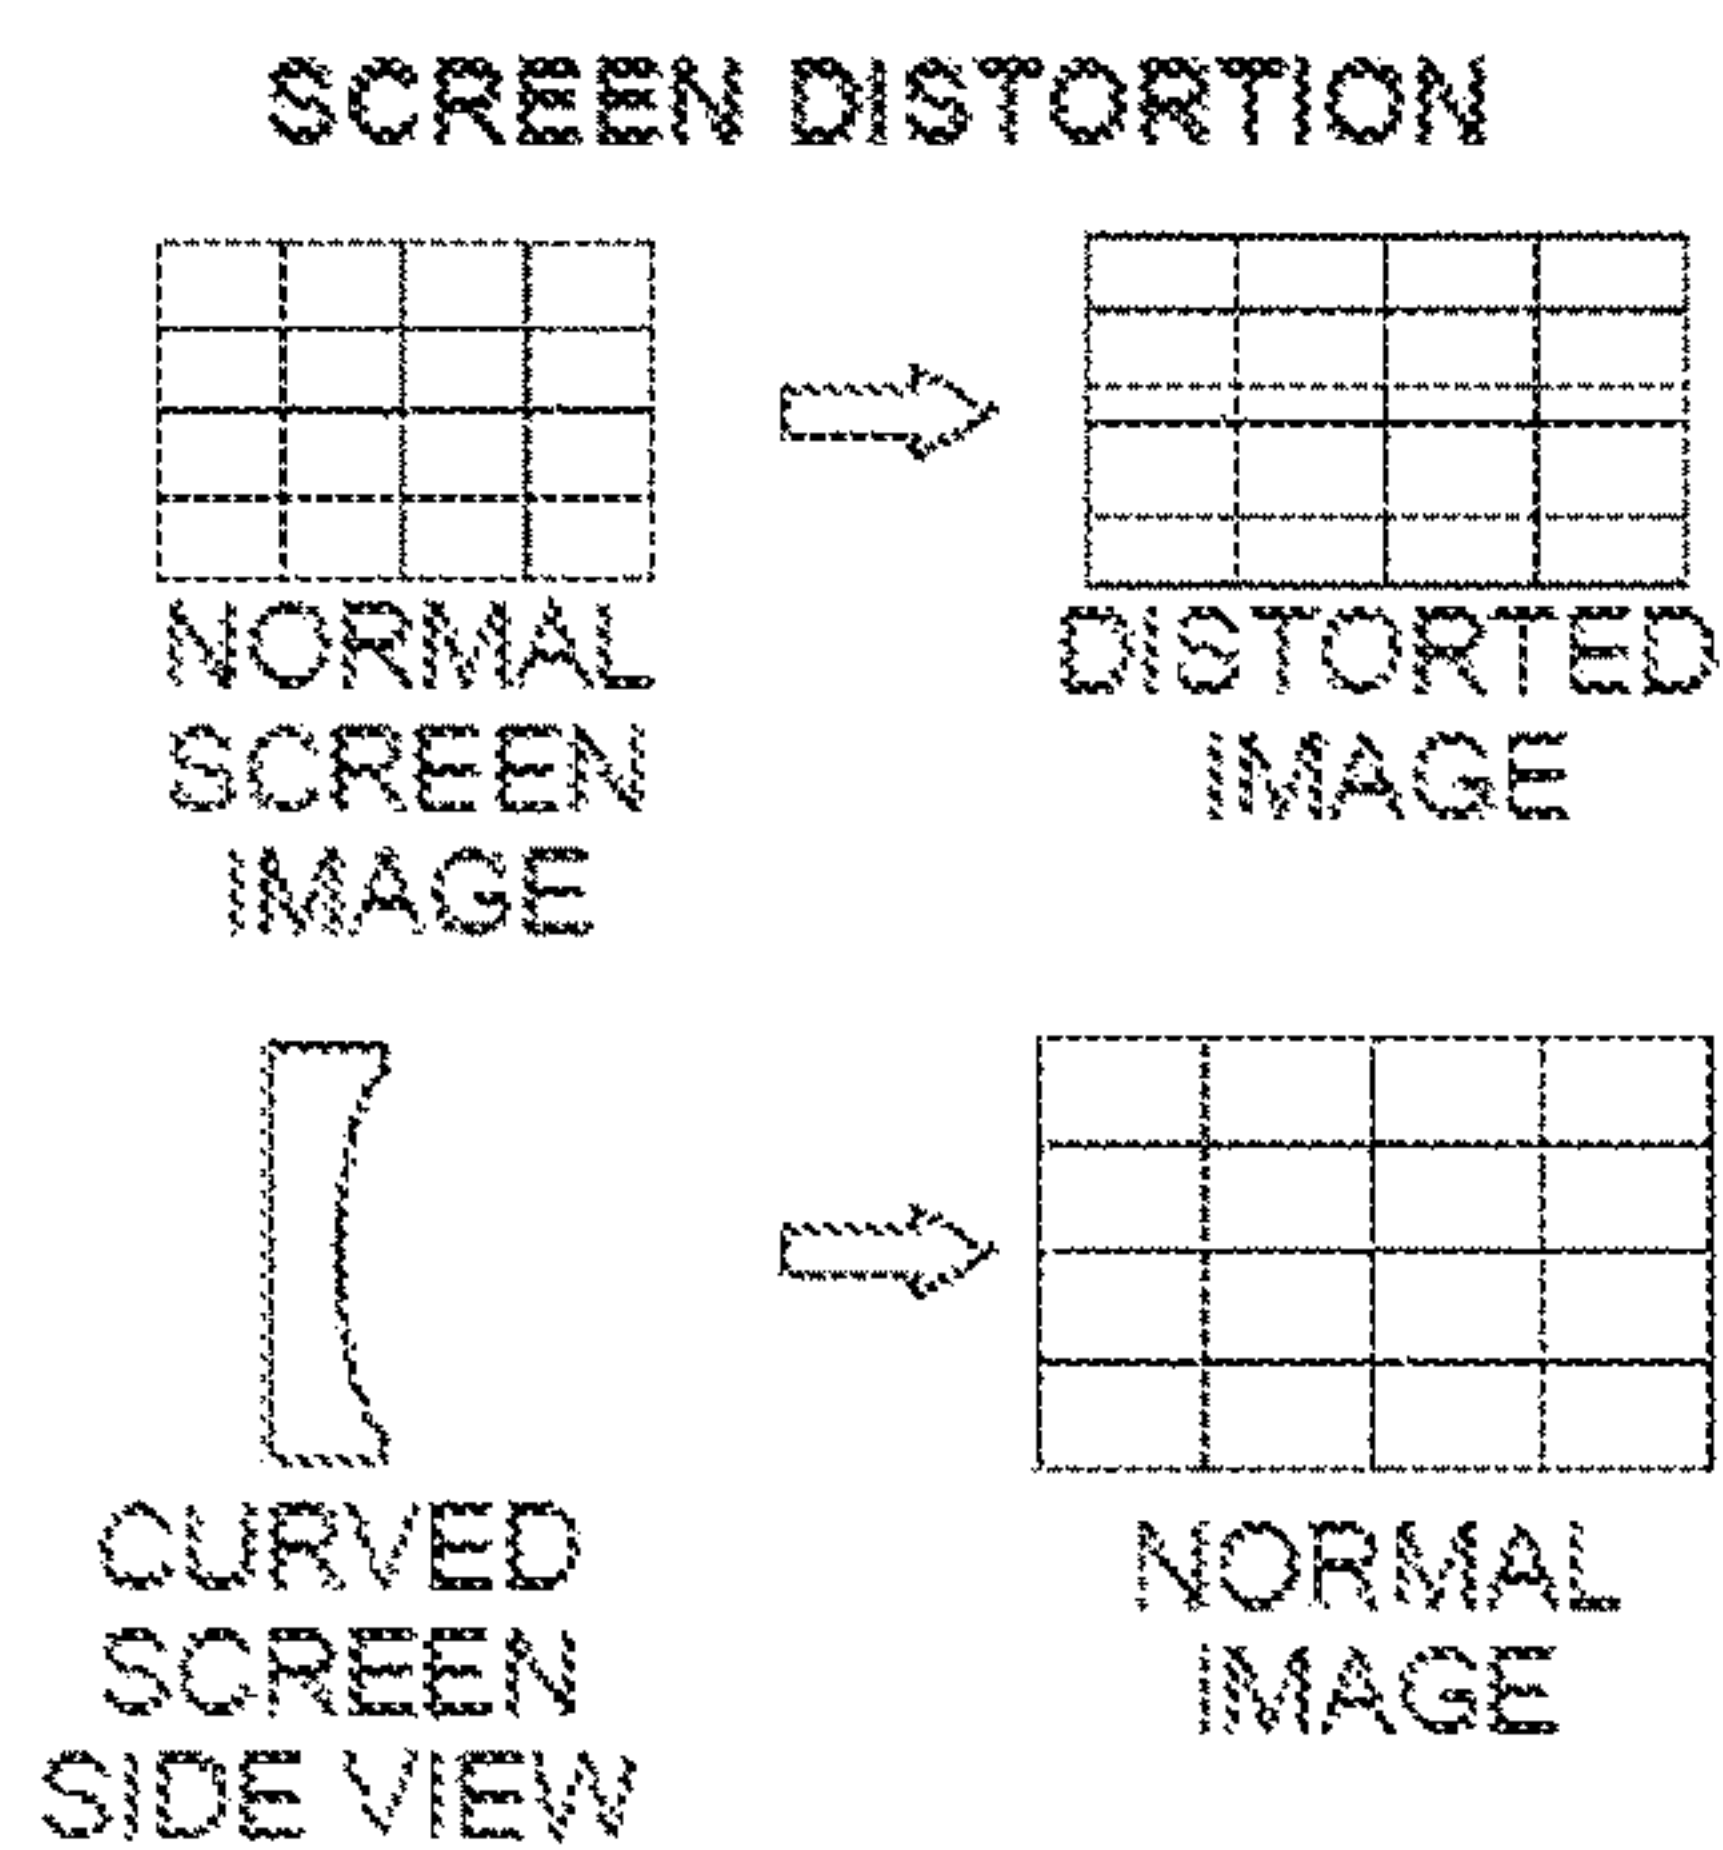 SCREEN DISTORTION
NORMAL
SCREEN
IMAGE
DISTORTED
IMAGE
CURVED
SCREEN
SIDE VIEW
NORMAL
IMAGE